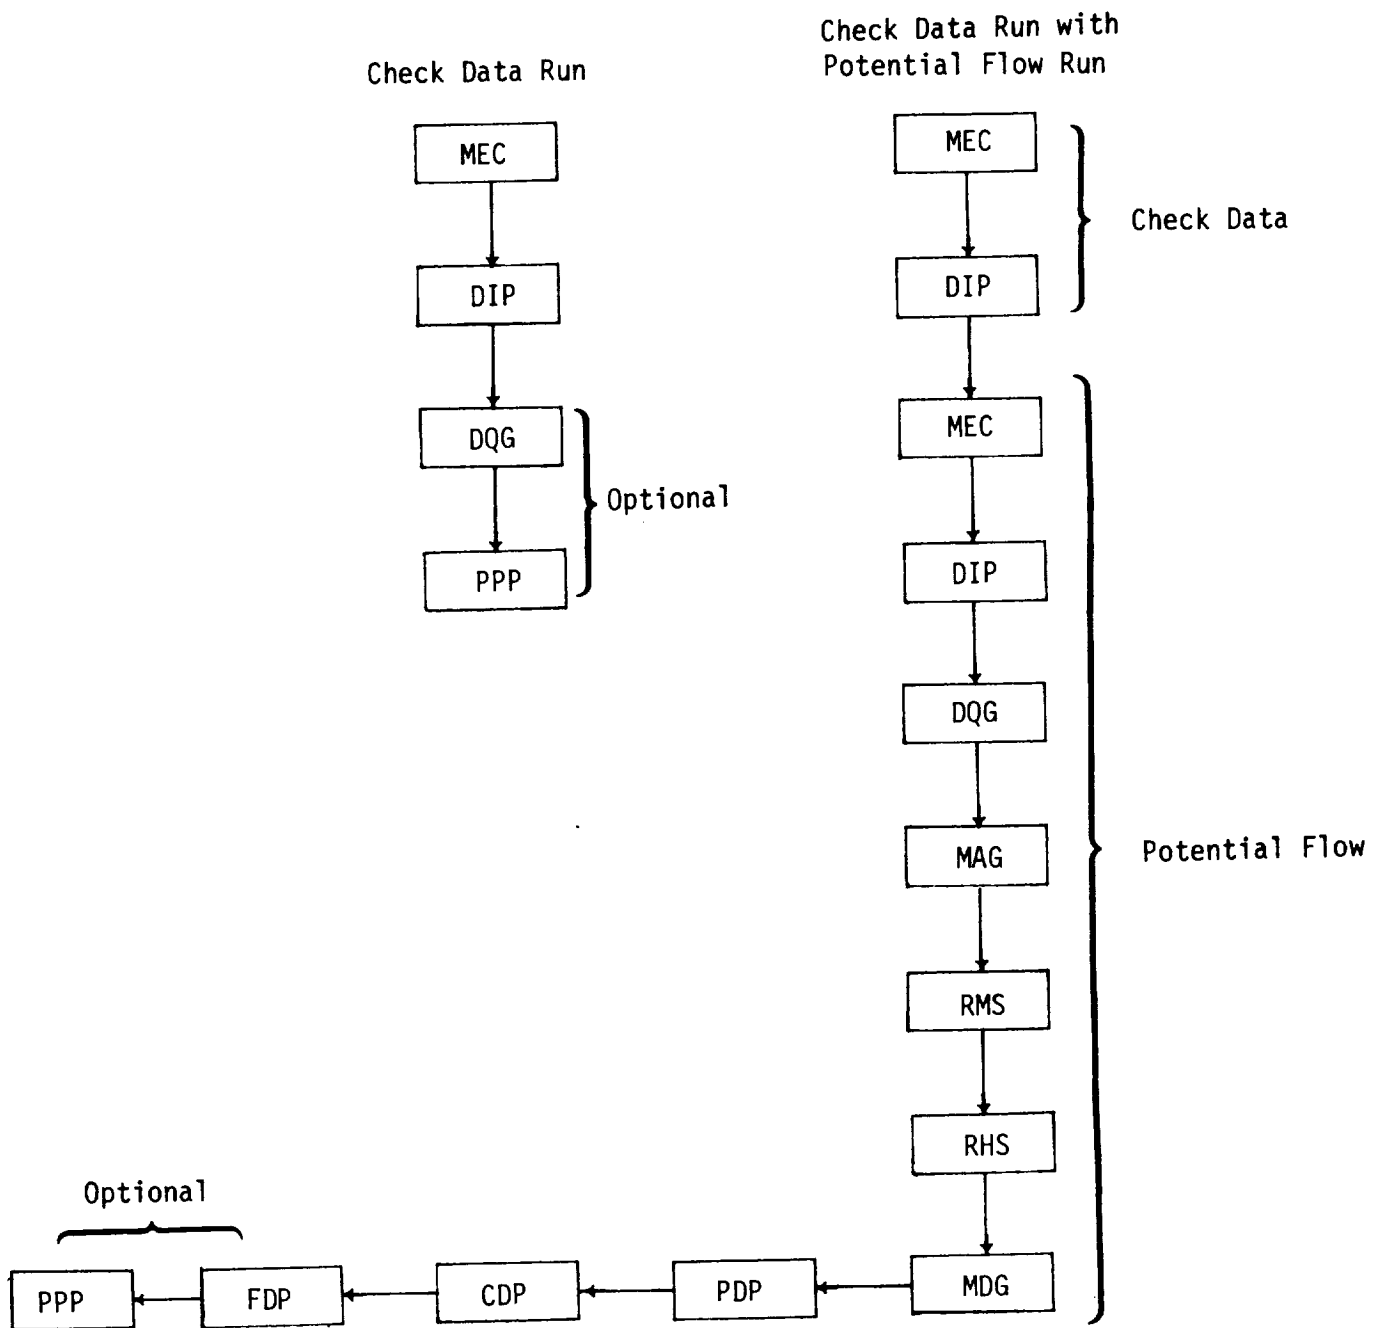 Check Data Run
MEC
DIP
DQG
PPP
Optional
Check Data Run with
Potential Flow Run
MEC
DIP
Check Data
MEC
DIP
DQG
MAG
RMS
RHS
MDG
Potential Flow
PDP
CDP
FDP
PPP
Optional